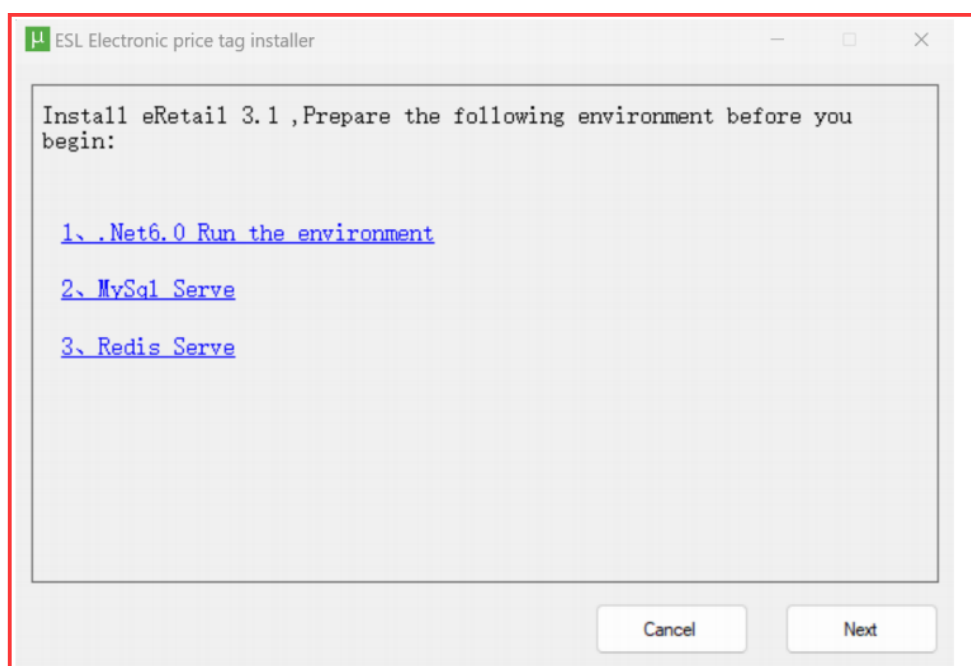 µ ESL Electronic price tag installer
Install eRetail 3.1 ,Prepare the following environment before you
begin:
1、.Net6.0 Run the environment
2、MySql Serve
3、Redis Serve
Cancel
Next